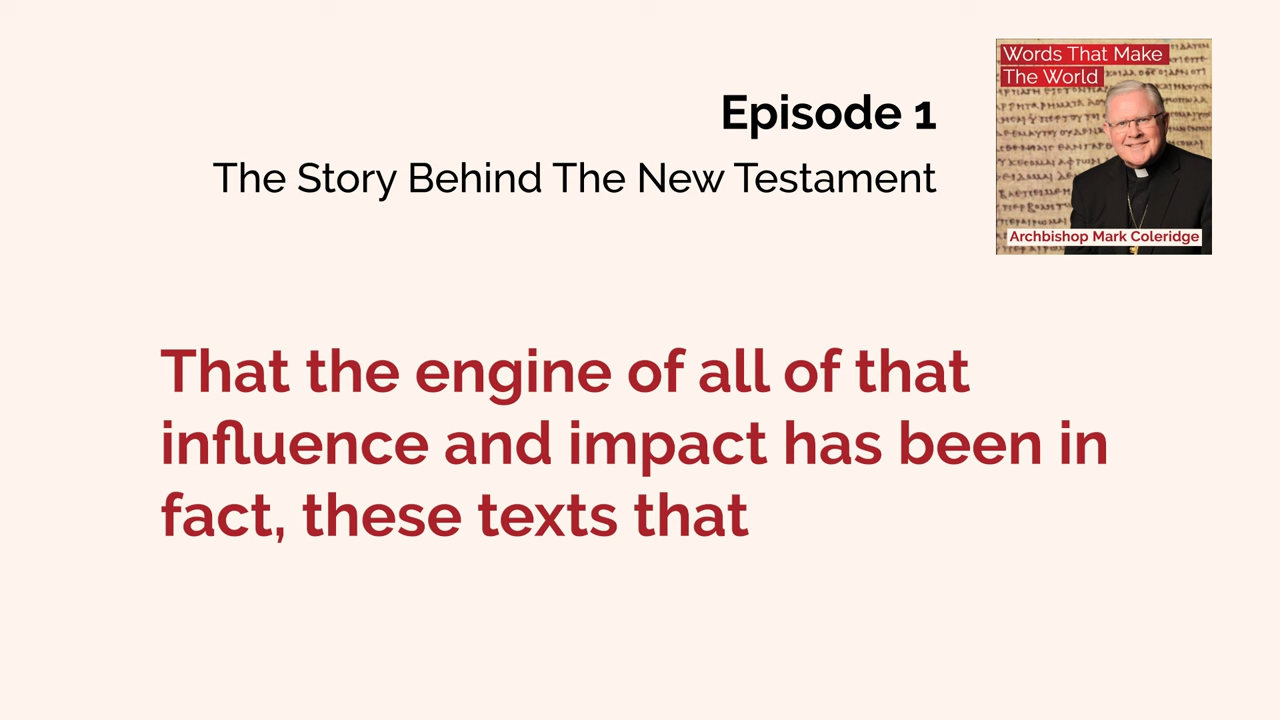 Words That Make
The World
Episode 1
The Story Behind The New Testament
Archbishop Mark Coleridge
That the engine of all of that
influence and impact has been in
fact, these texts that